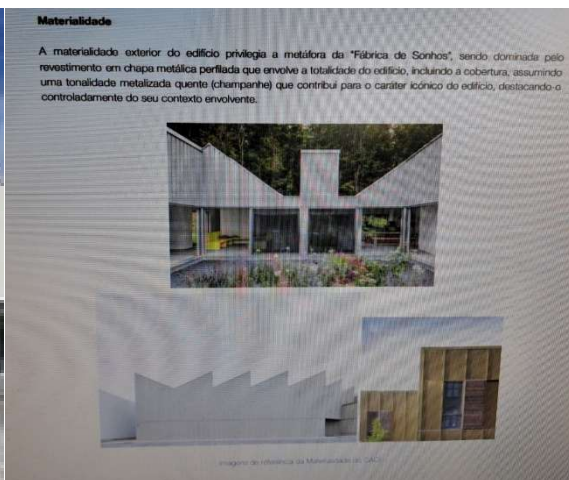 Materialidade
A materialidade exterior do edifício privilegia a metáfora da "Fábrica de Sonhos", sendo dominada pelo
revestimento em chapa metálica perfilada que envolve a totalidade do edifício, incluindo a cobertura, assumindo
uma tonalidade metalizada quente (champanhe) que contribui para o caráter icónico do edifício, destacando-o
controladamente do seu contexto envolvente.
Imagens de referência da Materialidade do